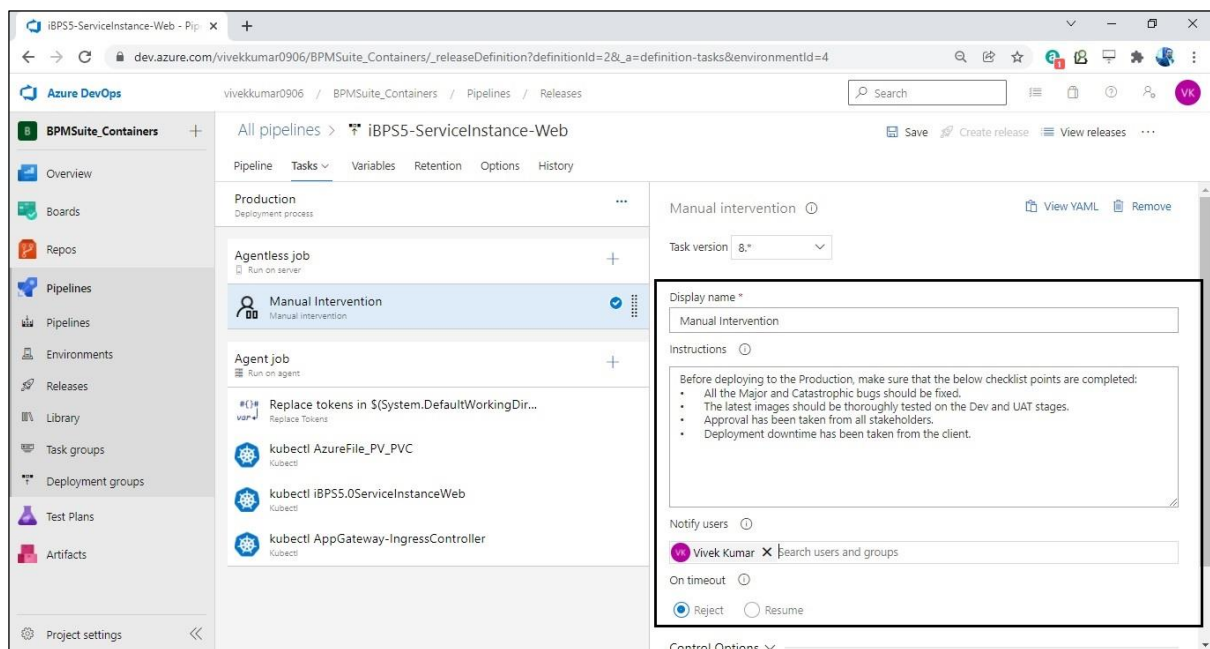 iBPS5-ServiceInstance-Web - Pip
dev.azure.com/vivekkumar0906/BPMSuite_Containers/_releaseDefinition?definitionId=2&_a=definition-tasks&environmentId=4
Azure DevOps
vivekkumar0906 / BPMSuite_Containers / Pipelines / Releases
Search
VK
B BPMSuite_Containers
Overview
Boards
Repos
Pipelines
Pipelines
Environments
Releases
Library
Task groups
Deployment groups
Test Plans
Artifacts
Project settings
All pipelines > iBPS5-ServiceInstance-Web
Save Create release View releases ...
Pipeline Tasks Variables Retention Options History
Production
Deployment process
Agentless job
Run on server
Manual Intervention
Manual intervention
Agent job
Run on agent
Replace tokens in $(System.DefaultWorkingDir...
Replace Tokens
kubectl AzureFile_PV_PVC
Kubectl
kubectl iBPS5.0ServiceInstanceWeb
Kubectl
kubectl AppGateway-IngressController
Kubectl
Manual intervention
View YAML Remove
Task version 8.*
Display name *
Manual Intervention
Instructions
Before deploying to the Production, make sure that the below checklist points are completed:
• All the Major and Catastrophic bugs should be fixed.
• The latest images should be thoroughly tested on the Dev and UAT stages.
• Approval has been taken from all stakeholders.
• Deployment downtime has been taken from the client.
Notify users
VK Vivek Kumar X Search users and groups
On timeout
Reject Resume
Control Options